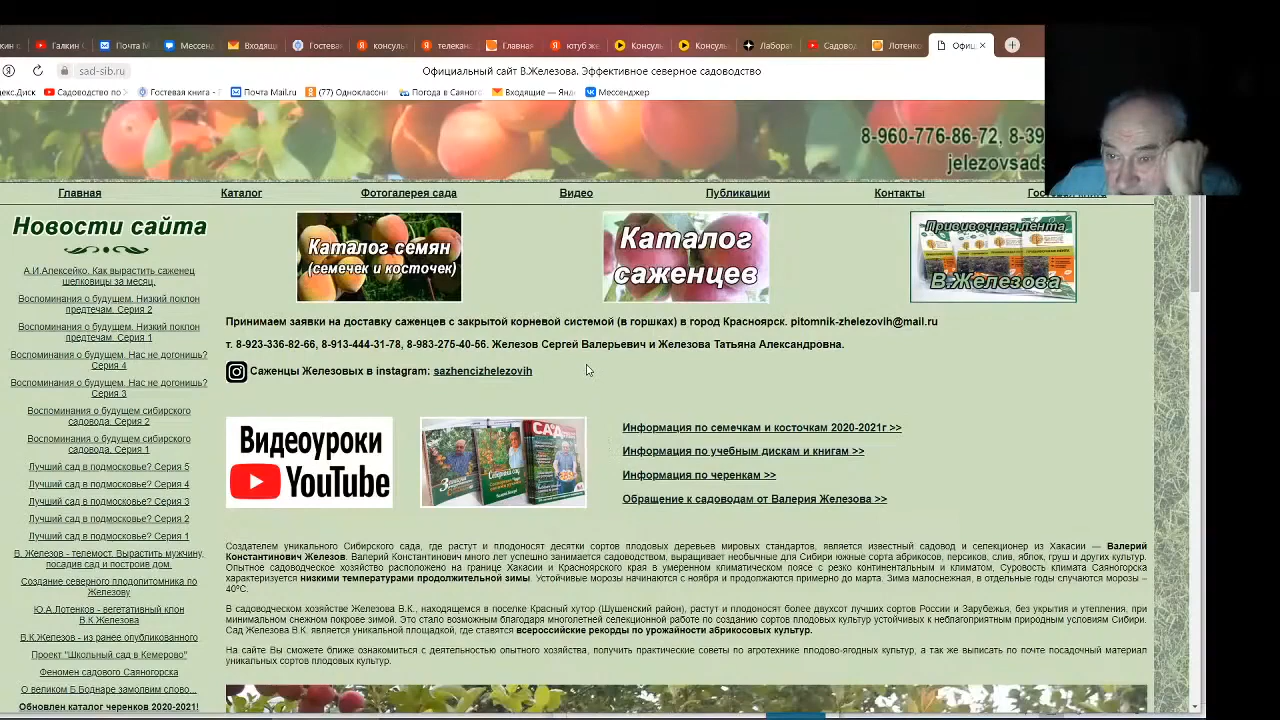 Галкин
Почта М
Мессенд
Входящи
Гостева
консуль
телекан
Главная
ютуб же
Консуль
Консуль
Лаборат
Садовод
Лотенко
Офиц
sad-sib.ru
Официальный сайт В.Железова. Эффективное северное садоводство
екс.Диск
Садоводство по
Гостевая книга -
Почта Mail.ru
(77) Одноклассни
Погода в Саяног
Входящие — Янд
Мессенджер
8-960-776-86-72, 8-39
jelezovsads
Главная
Каталог
Фотогалерея сада
Видео
Публикации
Контакты
Новости сайта
А.И.Алексейко. Как вырастить саженец
шелковицы за месяц.
Воспоминания о будущем. Низкий поклон
предтечам. Серия 2
Воспоминания о будущем. Низкий поклон
предтечам. Серия 1
Воспоминания о будущем. Нас не догонишь?
Серия 4
Воспоминания о будущем. Нас не догонишь?
Серия 3
Воспоминания о будущем сибирского
садовода. Серия 2
Воспоминания о будущем сибирского
садовода. Серия 1
Лучший сад в подмосковье? Серия 5
Лучший сад в подмосковье? Серия 4
Лучший сад в подмосковье? Серия 3
Лучший сад в подмосковье? Серия 2
Лучший сад в подмосковье? Серия 1
В. Железов - телемост. Вырастить мужчину,
посадив сад и построив дом.
Создание северного плодопитомника по
Железову
Ю.А.Лотенков - вегетативный клон
В.К.Железова
В.К.Железов - из ранее опубликованного
Проект "Школьный сад в Кемерово"
Феномен садового Саяногорска
О великом Б.Боднаре замолвим слово...
Обновлен каталог черенков 2020-2021!
Каталог семян
(семечек и косточек)
Каталог
саженцев
Прививочная лента
В.Железова
Принимаем заявки на доставку саженцев с закрытой корневой системой (в горшках) в город Красноярск. pitomnik-zhelezovih@mail.ru
т. 8-923-336-82-66, 8-913-444-31-78, 8-983-275-40-56. Железов Сергей Валерьевич и Железова Татьяна Александровна.
Саженцы Железовых в instagram: sazhencizhelezovih
Видеоуроки
YouTube
Информация по семечкам и косточкам 2020-2021г >>
Информация по учебным дискам и книгам >>
Информация по черенкам >>
Обращение к садоводам от Валерия Железова >>
Создателем уникального Сибирского сада, где растут и плодоносят десятки сортов плодовых деревьев мировых стандартов, является известный садовод и селекционер из Хакасии — Валерий
Константинович Железов. Валерий Константинович много лет успешно занимается садоводством, выращивает необычные для Сибири южные сорта абрикосов, персиков, слив, яблок, груш и других культур.
Опытное садоводческое хозяйство расположено на границе Хакасии и Красноярского края в умеренном климатическом поясе с резко континентальным и климатом, Суровость климата Саяногорска
характеризуется низкими температурами продолжительной зимы. Устойчивые морозы начинаются с ноября и продолжаются примерно до марта. Зима малоснежная, в отдельные годы случаются морозы –
40ºС.
В садоводческом хозяйстве Железова В.К., находящемся в поселке Красный хутор (Шушенский район), растут и плодоносят более двухсот лучших сортов России и Зарубежья, без укрытия и утепления, при
минимальном снежном покрове зимой. Это стало возможным благодаря многолетней селекционной работе по созданию сортов плодовых культур устойчивых к неблагоприятным природным условиям Сибири.
Сад Железова В.К. является уникальной площадкой, где ставятся всероссийские рекорды по урожайности абрикосовых культур.
На сайте Вы сможете ближе ознакомиться с деятельностью опытного хозяйства, получить практические советы по агротехнике плодово-ягодных культур, а так же выписать по почте посадочный материал
уникальных сортов плодовых культур.